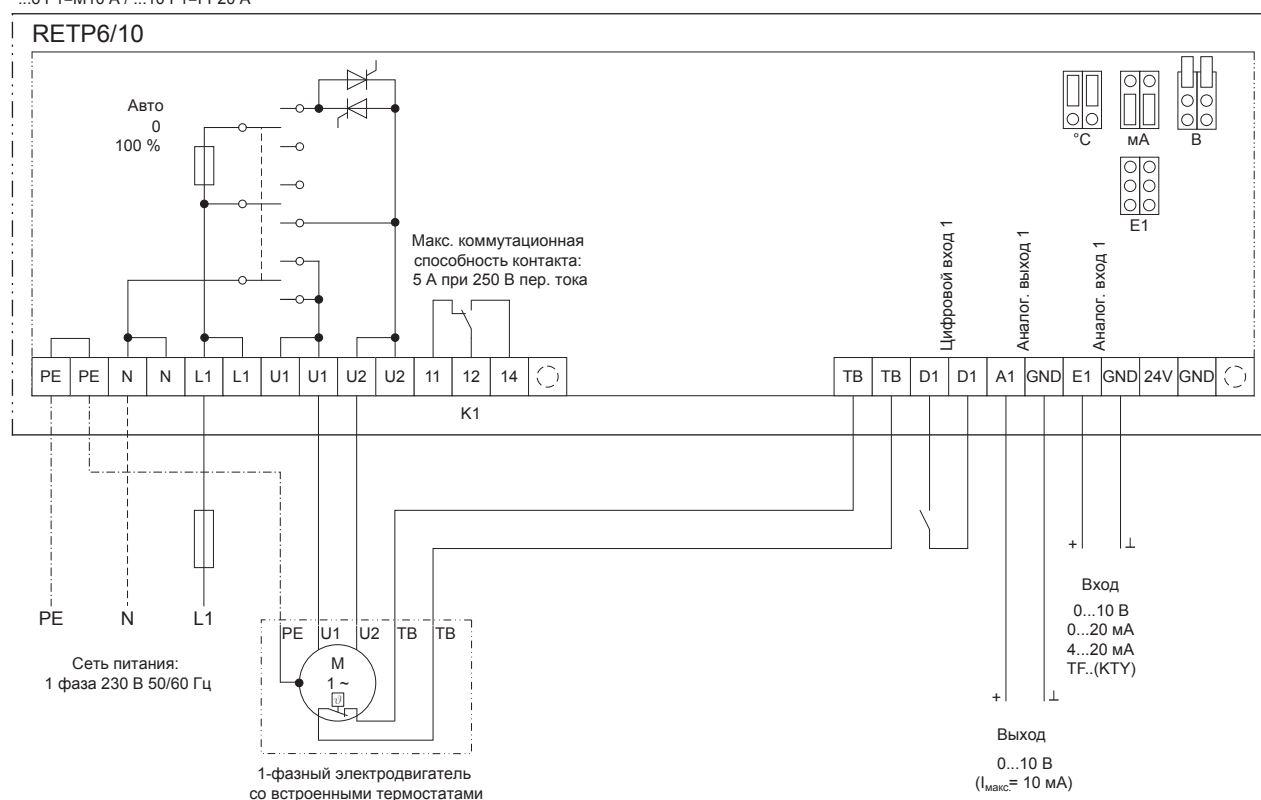 RETP6/10
Авто
0
100 %
Макс. коммутационная
способность контакта:
5 А при 250 В пер. тока
°C
мА
В
E1
Цифровой вход 1
Аналог. выход 1
Аналог. вход 1
PE PE N N L1 L1 U1 U1 U2 U2 11 12 14
TB TB D1 D1 A1 GND E1 GND 24V GND
K1
PE N L1
Сеть питания:
1 фаза 230 В 50/60 Гц
PE U1 U2 TB TB
M
1 ~
ϑ
1-фазный электродвигатель
со встроенными термостатами
+ ⊥
Вход
0...10 В
0...20 мА
4...20 мА
TF..(KTY)
+ ⊥
Выход
0...10 В
(Iмакс.= 10 мА)